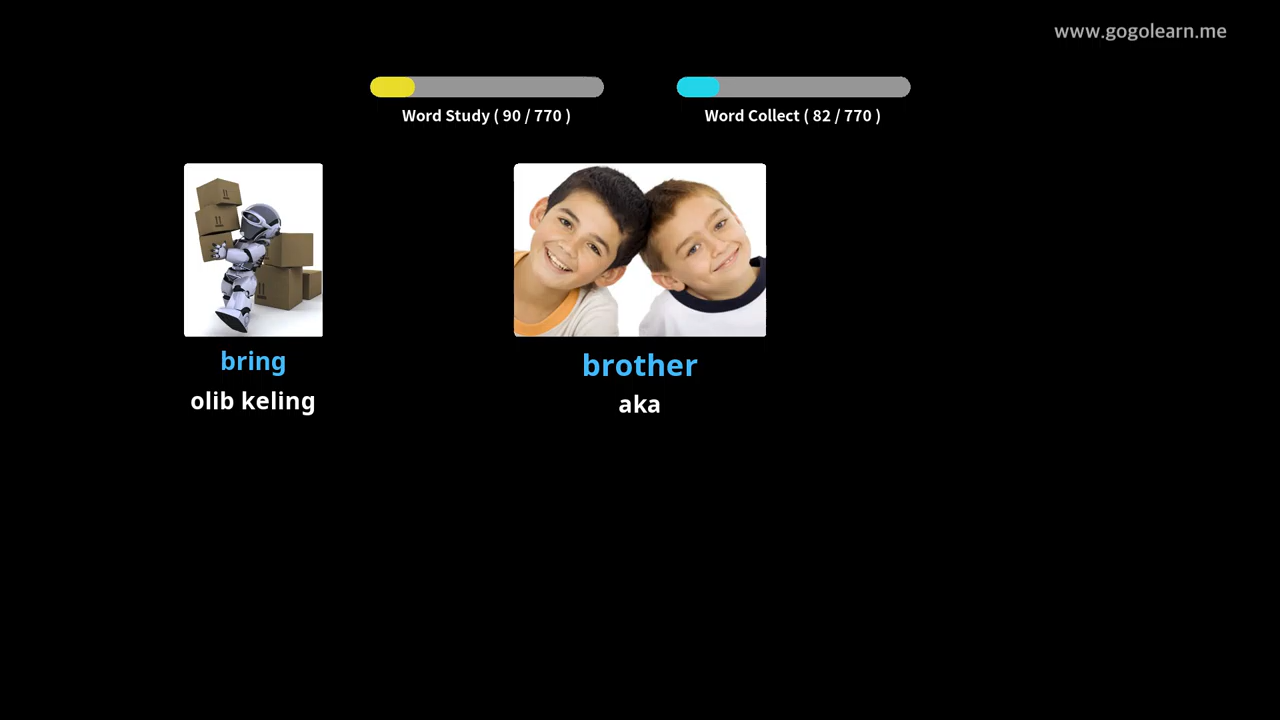 www.gogolearn.me
Word Study ( 90 / 770 )
Word Collect ( 82 / 770 )
bring
olib keling
brother
aka